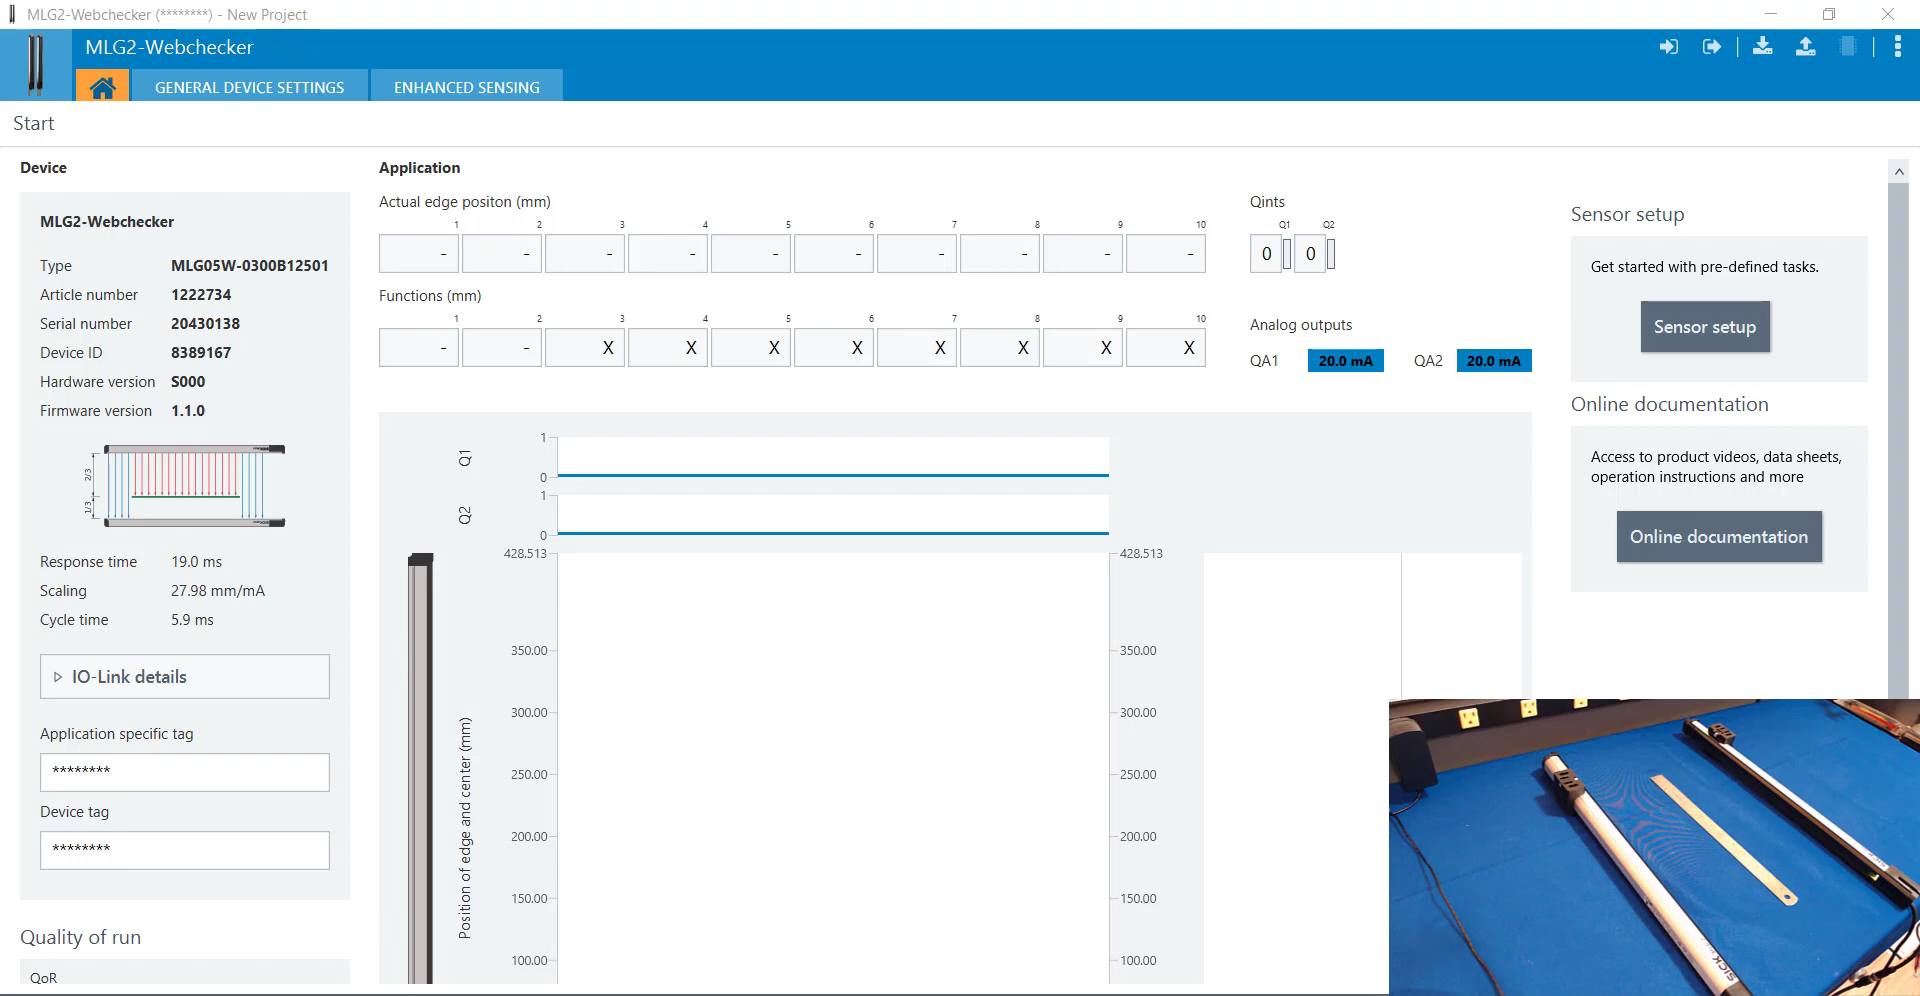 MLG2-Webchecker (********) - New Project
MLG2-Webchecker
GENERAL DEVICE SETTINGS
ENHANCED SENSING
Start
Device
MLG2-Webchecker
Type MLG05W-0300B12501
Article number 1222734
Serial number 20430138
Device ID 8389167
Hardware version S000
Firmware version 1.1.0
2/3
1/3
Response time 19.0 ms
Scaling 27.98 mm/mA
Cycle time 5.9 ms
IO-Link details
Application specific tag
********
Device tag
********
Quality of run
QoR
Application
Actual edge positon (mm)
1 2 3 4 5 6 7 8 9 10
- - - - - - - - - -
Functions (mm)
1 2 3 4 5 6 7 8 9 10
- - X X X X X X X X
Qints
Q1 Q2
0 0
Analog outputs
QA1 20.0 mA QA2 20.0 mA
Q1
1
0
Q2
1
0
Position of edge and center (mm)
428.513 428.513
350.00 350.00
300.00 300.00
250.00 250.00
200.00 200.00
150.00 150.00
100.00 100.00
Sensor setup
Get started with pre-defined tasks.
Sensor setup
Online documentation
Access to product videos, data sheets,
operation instructions and more
Online documentation
SICK